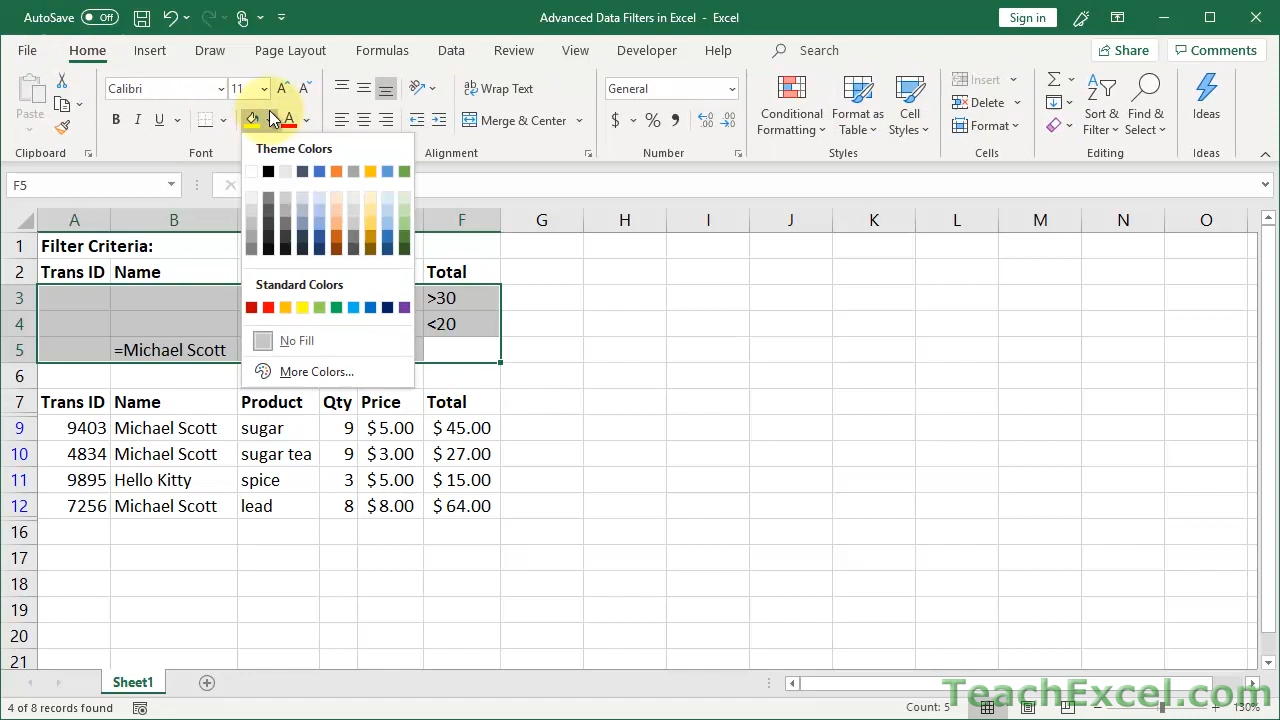 AutoSave Off Advanced Data Filters in Excel - Excel Sign in
File Home Insert Draw Page Layout Formulas Data Review View Developer Help Search Share Comments
Paste
Calibri 11
B I U A
Wrap Text
Merge & Center
General
$ % ,
Conditional Formatting
Format as Table
Cell Styles
Insert
Delete
Format
Sort & Filter
Find & Select
Ideas
Clipboard Font Alignment Number Styles Cells Editing Ideas
F5
Theme Colors
Standard Colors
No Fill
More Colors...
A B F G H I J K L M N O
1 Filter Criteria:
2 Trans ID Name Total
3 >30
4 <20
5 =Michael Scott
6
7 Trans ID Name Product Qty Price Total
9 9403 Michael Scott sugar 9 $ 5.00 $ 45.00
10 4834 Michael Scott sugar tea 9 $ 3.00 $ 27.00
11 9895 Hello Kitty spice 3 $ 5.00 $ 15.00
12 7256 Michael Scott lead 8 $ 8.00 $ 64.00
16
17
18
19
20
21
Sheet1
4 of 8 records found Count: 5 130%
TeachExcel.com